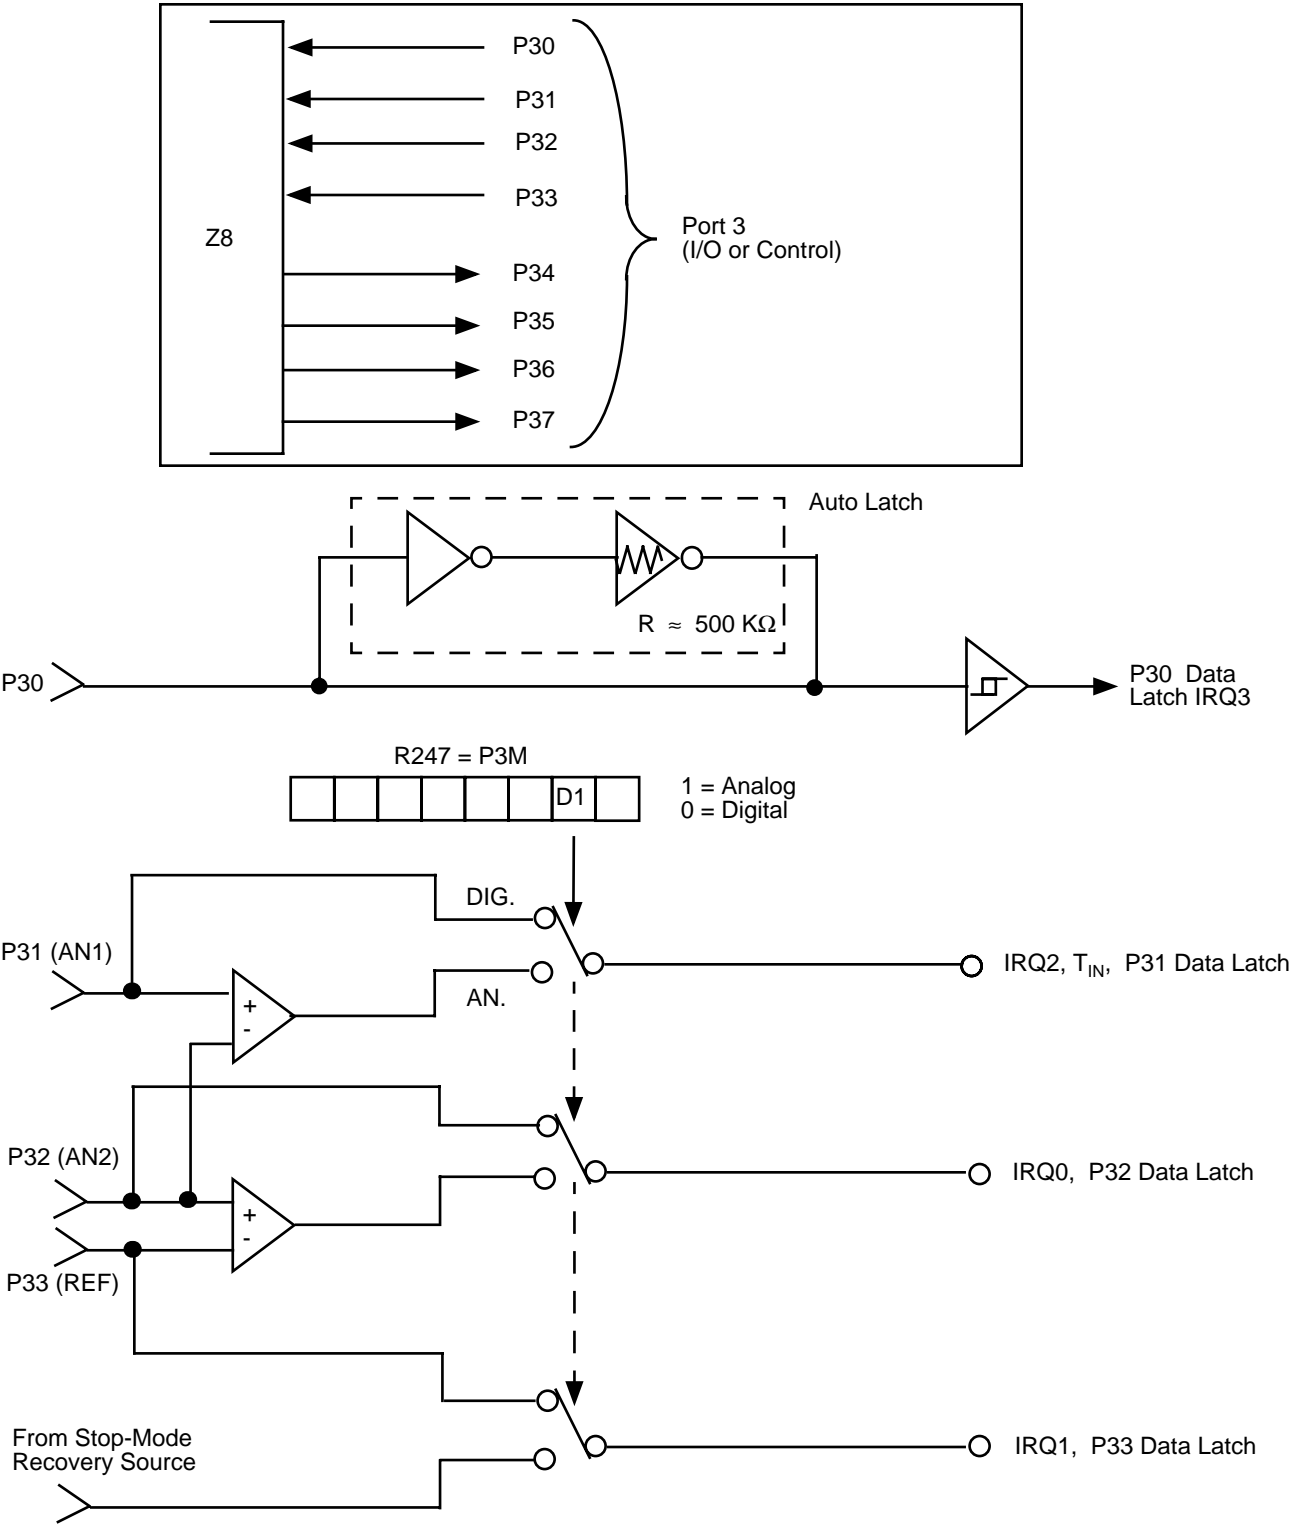 P30
P31
P32
P33
Z8
Port 3
(I/O or Control)
P34
P35
P36
P37
Auto Latch
R ≈ 500 KΩ
P30
P30 Data
Latch IRQ3
R247 = P3M
D1
1 = Analog
0 = Digital
DIG.
P31 (AN1)
IRQ2, TIN, P31 Data Latch
AN.
+
-
P32 (AN2)
IRQ0, P32 Data Latch
+
-
P33 (REF)
From Stop-Mode
Recovery Source
IRQ1, P33 Data Latch